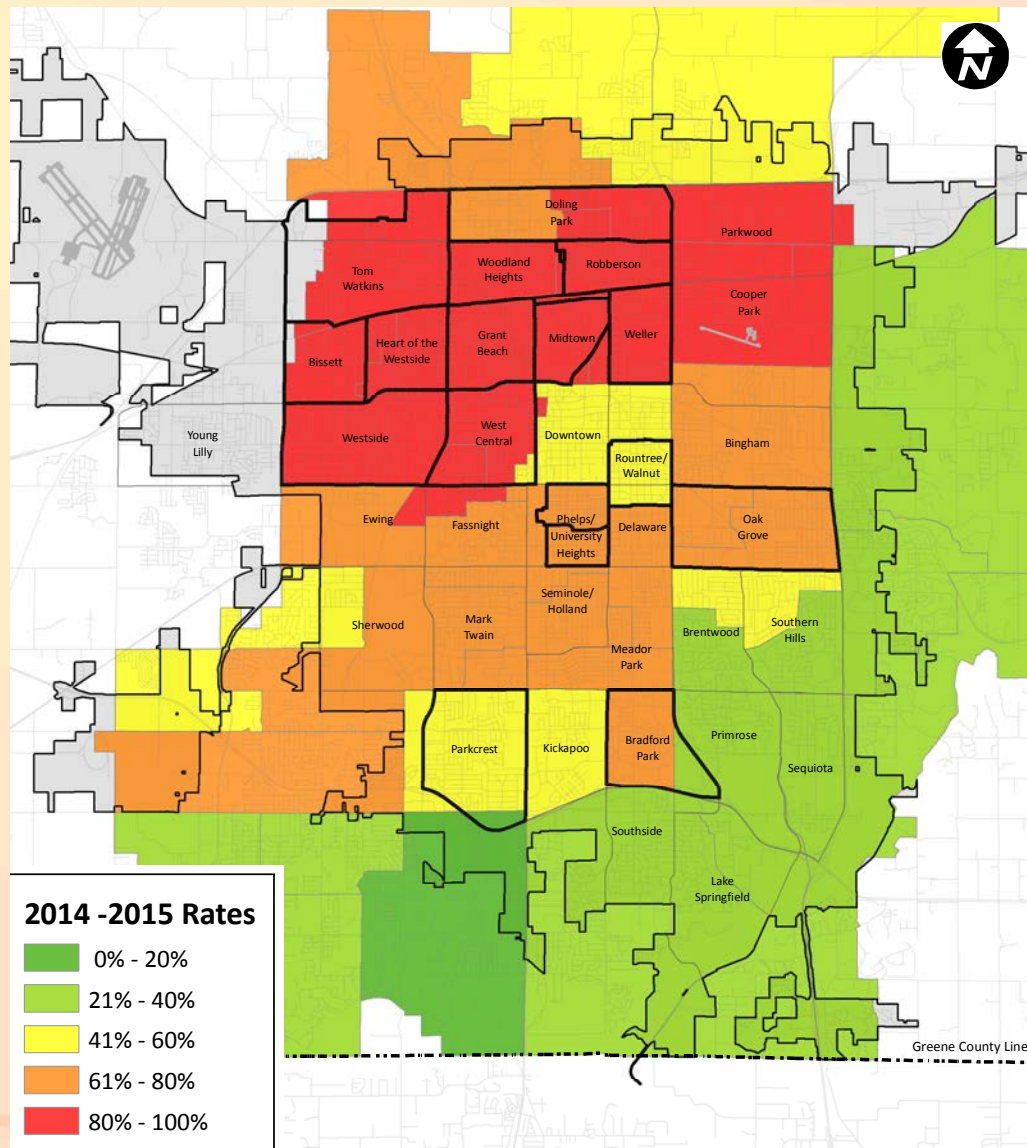 N
Doling
Park
Parkwood
Tom
Watkins
Woodland
Heights
Robberson
Cooper
Park
Bissett
Heart of the
Westside
Grant
Beach
Midtown
Weller
Young
Lilly
Westside
West
Central
Downtown
Bingham
Rountree/
Walnut
Ewing
Fassnight
Phelps/
University
Heights
Delaware
Oak
Grove
Sherwood
Mark
Twain
Seminole/
Holland
Meador
Park
Brentwood
Southern
Hills
Parkcrest
Kickapoo
Bradford
Park
Primrose
Sequiota
Southside
Lake
Springfield
Greene County Line
2014 -2015 Rates
0% - 20%
21% - 40%
41% - 60%
61% - 80%
80% - 100%